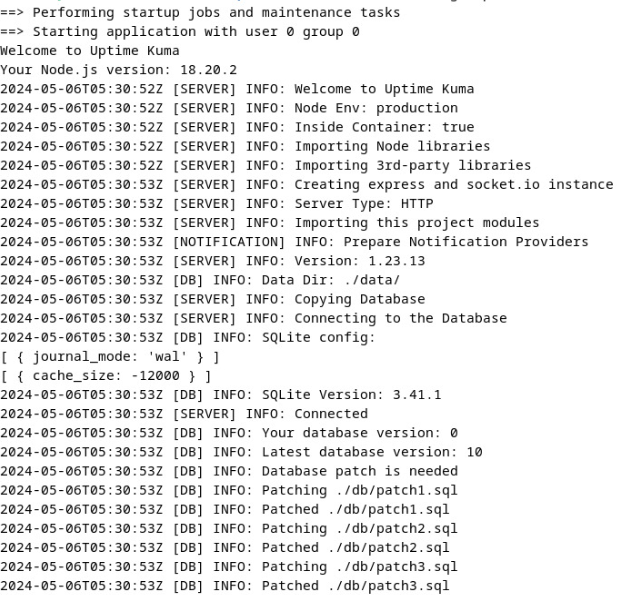 ==> Performing startup jobs and maintenance tasks
==> Starting application with user 0 group 0
Welcome to Uptime Kuma
Your Node.js version: 18.20.2
2024-05-06T05:30:52Z [SERVER] INFO: Welcome to Uptime Kuma
2024-05-06T05:30:52Z [SERVER] INFO: Node Env: production
2024-05-06T05:30:52Z [SERVER] INFO: Inside Container: true
2024-05-06T05:30:52Z [SERVER] INFO: Importing Node libraries
2024-05-06T05:30:52Z [SERVER] INFO: Importing 3rd-party libraries
2024-05-06T05:30:53Z [SERVER] INFO: Creating express and socket.io instance
2024-05-06T05:30:53Z [SERVER] INFO: Server Type: HTTP
2024-05-06T05:30:53Z [SERVER] INFO: Importing this project modules
2024-05-06T05:30:53Z [NOTIFICATION] INFO: Prepare Notification Providers
2024-05-06T05:30:53Z [SERVER] INFO: Version: 1.23.13
2024-05-06T05:30:53Z [DB] INFO: Data Dir: ./data/
2024-05-06T05:30:53Z [SERVER] INFO: Copying Database
2024-05-06T05:30:53Z [SERVER] INFO: Connecting to the Database
2024-05-06T05:30:53Z [DB] INFO: SQLite config:
[ { journal_mode: 'wal' } ]
[ { cache_size: -12000 } ]
2024-05-06T05:30:53Z [DB] INFO: SQLite Version: 3.41.1
2024-05-06T05:30:53Z [SERVER] INFO: Connected
2024-05-06T05:30:53Z [DB] INFO: Your database version: 0
2024-05-06T05:30:53Z [DB] INFO: Latest database version: 10
2024-05-06T05:30:53Z [DB] INFO: Database patch is needed
2024-05-06T05:30:53Z [DB] INFO: Patching ./db/patch1.sql
2024-05-06T05:30:53Z [DB] INFO: Patched ./db/patch1.sql
2024-05-06T05:30:53Z [DB] INFO: Patching ./db/patch2.sql
2024-05-06T05:30:53Z [DB] INFO: Patched ./db/patch2.sql
2024-05-06T05:30:53Z [DB] INFO: Patching ./db/patch3.sql
2024-05-06T05:30:53Z [DB] INFO: Patched ./db/patch3.sql